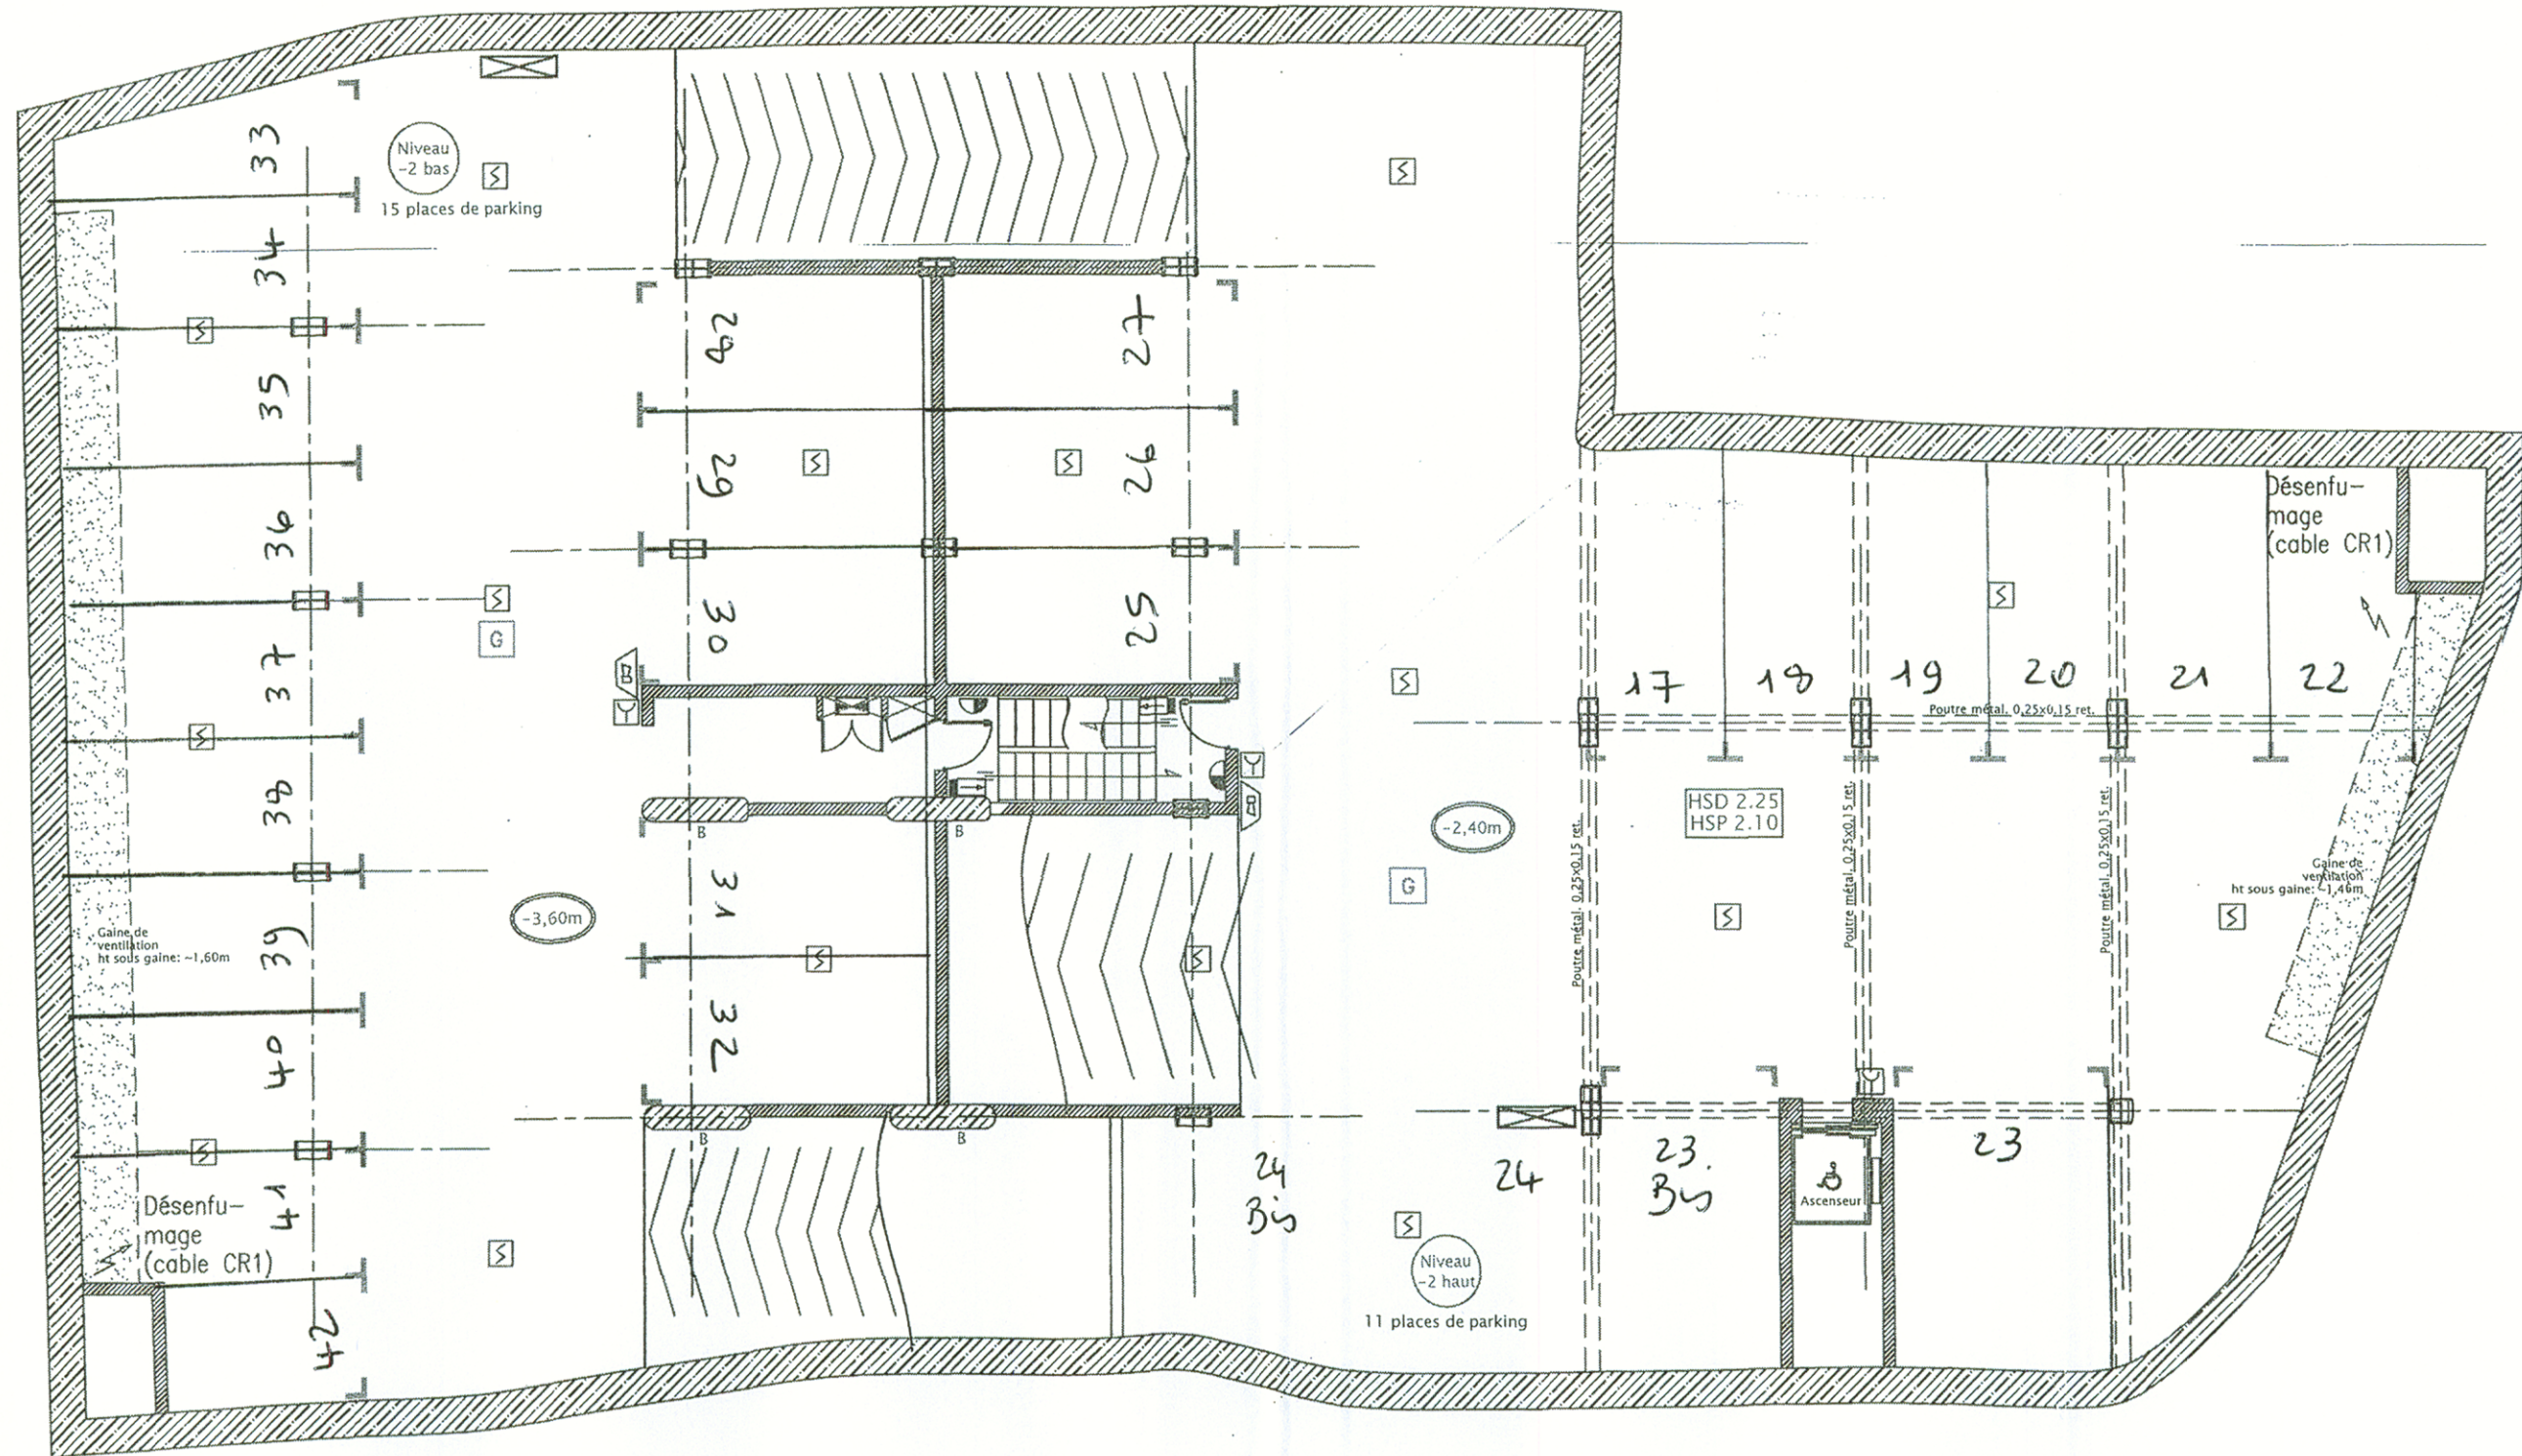 33
Niveau
-2 bas
15 places de parking
34
35
36
37
38
39
40
41
42
G
Gaine de
ventilation
ht sous gaine: ~1,60m
Désenfu-
mage
(cable CR1)
-3,60m
28
29
30
31
32
27
26
25
B
B
B
B
24
Bis
G
-2,40m
Niveau
-2 haut
11 places de parking
17
18
19
20
21
22
Poutre métal. 0,25x0,15 ret.
Désenfu-
mage
(cable CR1)
HSD 2.25
HSP 2.10
Poutre métal. 0,25x0,15 ret.
Poutre métal. 0,25x0,15 ret.
Poutre métal. 0,25x0,15 ret.
Gaine de
ventilation
ht sous gaine: ~1,46m
24
23.
Bis
Ascenseur
23